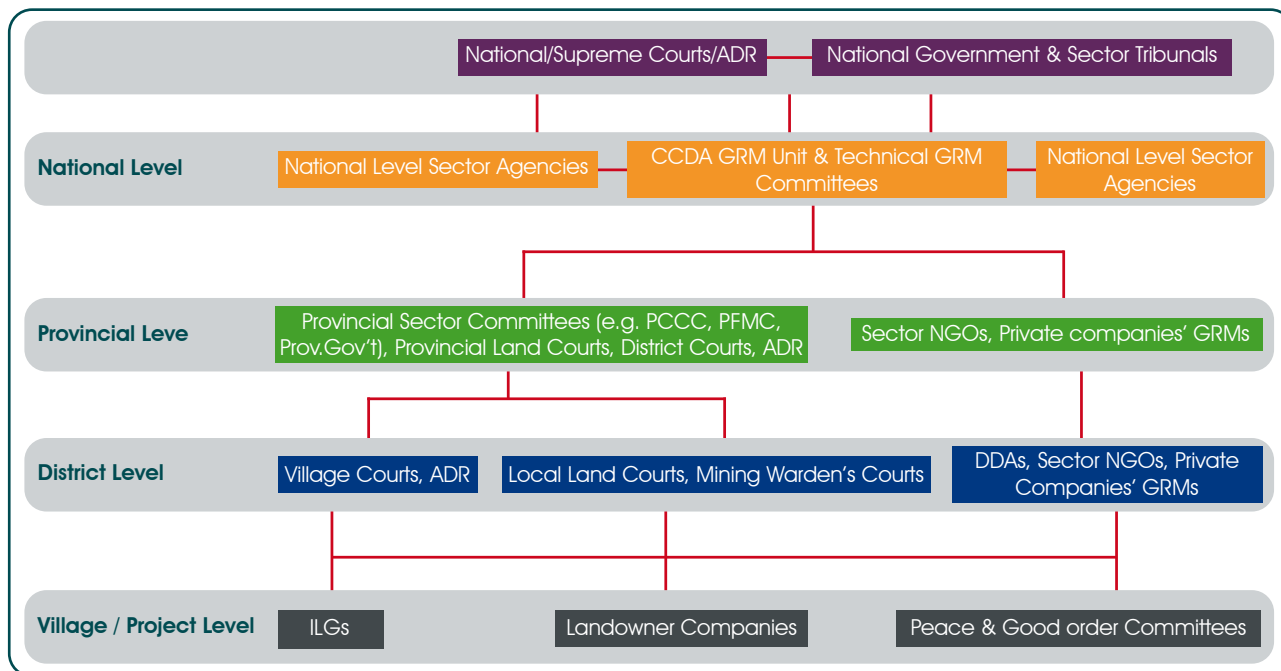 National/Supreme Courts/ADR
National Government & Sector Tribunals
National Level
National Level Sector Agencies
CCDA GRM Unit & Technical GRM
Committees
National Level Sector
Agencies
Provincial Leve
Provincial Sector Committees (e.g. PCCC, PFMC,
Prov.Gov’t), Provincial Land Courts, District Courts, ADR
Sector NGOs, Private companies’ GRMs
District Level
Village Courts, ADR
Local Land Courts, Mining Warden’s Courts
DDAs, Sector NGOs, Private
Companies’ GRMs
Village / Project Level
ILGs
Landowner Companies
Peace & Good order Committees